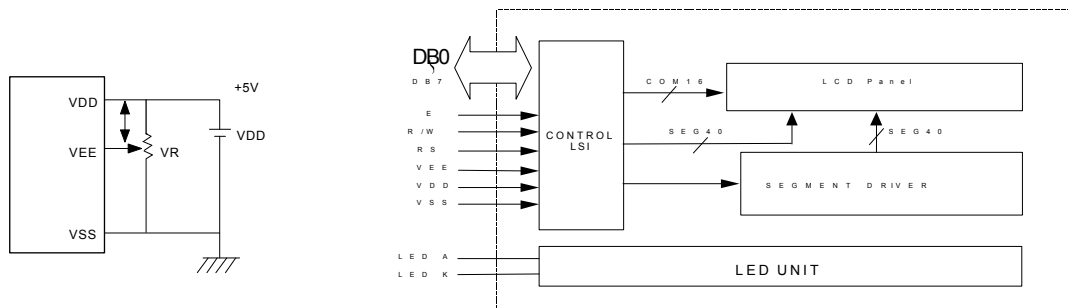 +5V
VDD
VEE
VR
VDD
VSS
DB0
~
DB7
E
R/W
RS
VEE
VDD
VSS
LED A
LED K
CONTROL
LSI
COM16
SEG40
SEG40
LCD Panel
SEGMENT DRIVER
LED UNIT